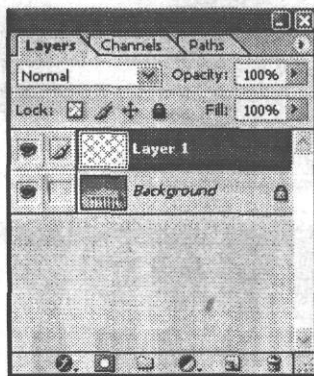 Layers Channels Paths
Normal Opacity: 100%
Lock: Fill: 100%
Layer 1
Background